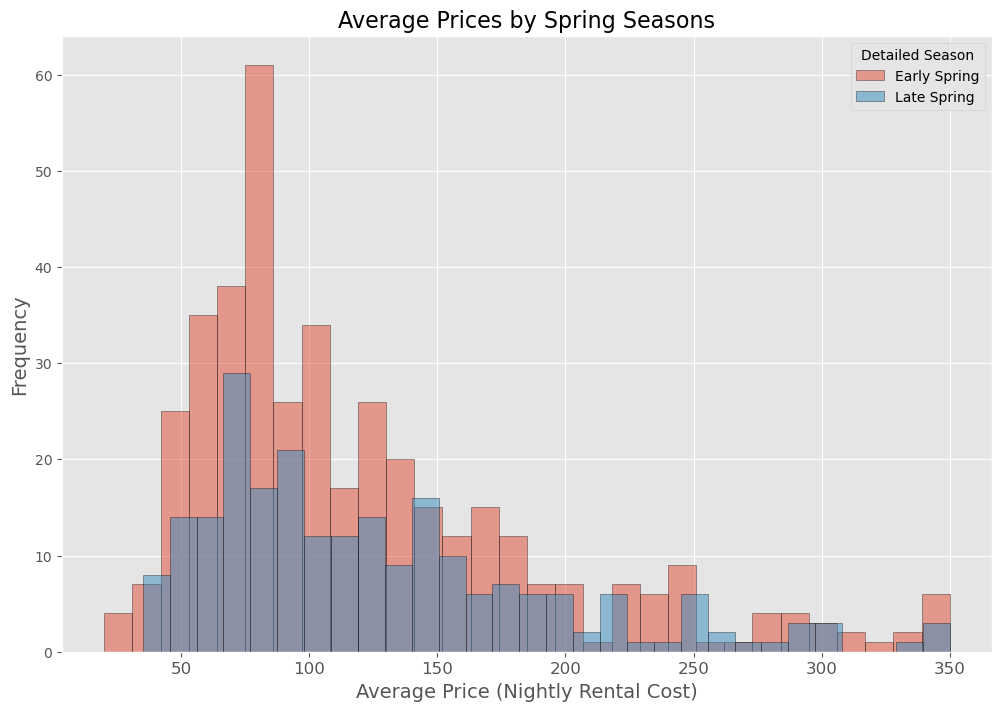 Average Prices by Spring Seasons
Detailed Season
Early Spring
Late Spring
Frequency
60
50
40
30
20
10
0
50 100 150 200 250 300 350
Average Price (Nightly Rental Cost)